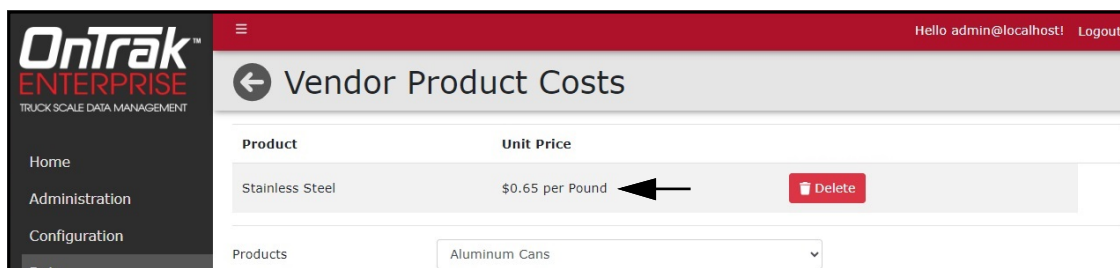 OnTrak™
ENTERPRISE
TRUCK SCALE DATA MANAGEMENT
Hello admin@localhost! Logout
Vendor Product Costs
Home
Administration
Configuration
Product Unit Price
Stainless Steel $0.65 per Pound Delete
Products Aluminum Cans